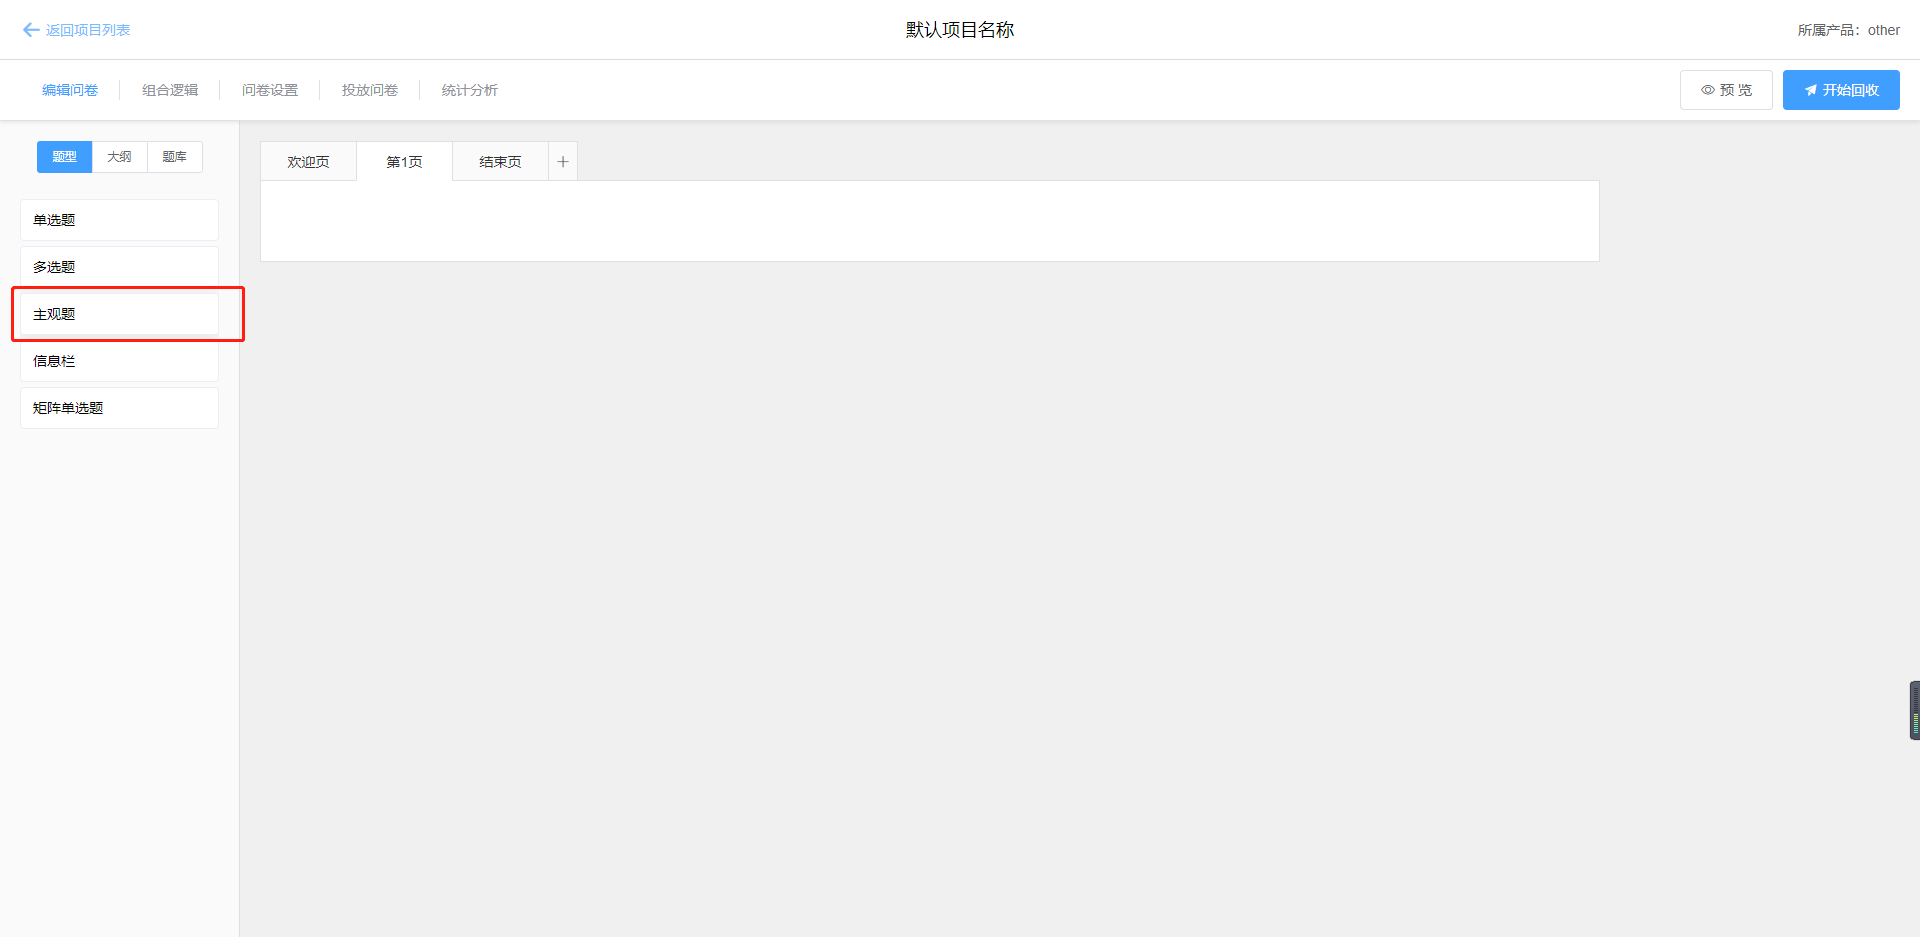 返回项目列表
默认项目名称
所属产品：other
编辑问卷
组合逻辑
问卷设置
投放问卷
统计分析
预 览
开始回收
题型
大纲
题库
欢迎页
第1页
结束页
+
单选题
多选题
主观题
信息栏
矩阵单选题